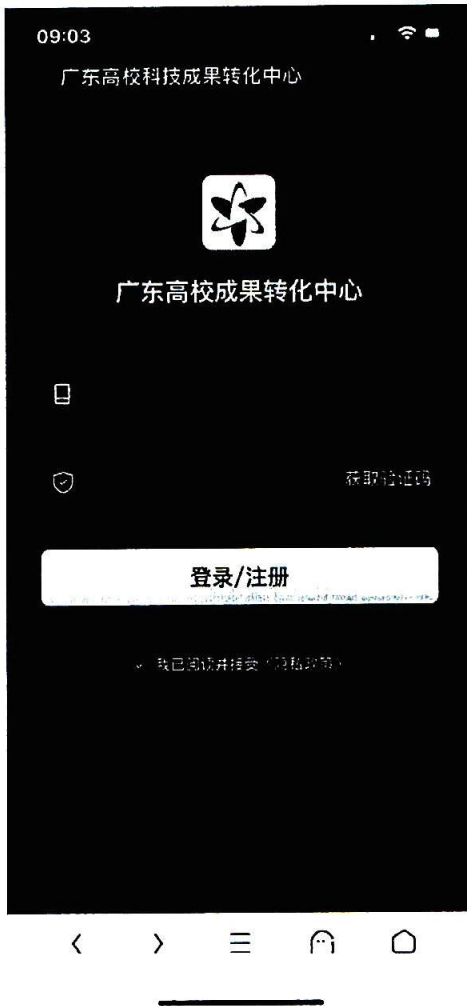 09:03
广东高校科技成果转化中心
广东高校成果转化中心
获取验证码
登录/注册
我已阅读并接受《隐私政策》